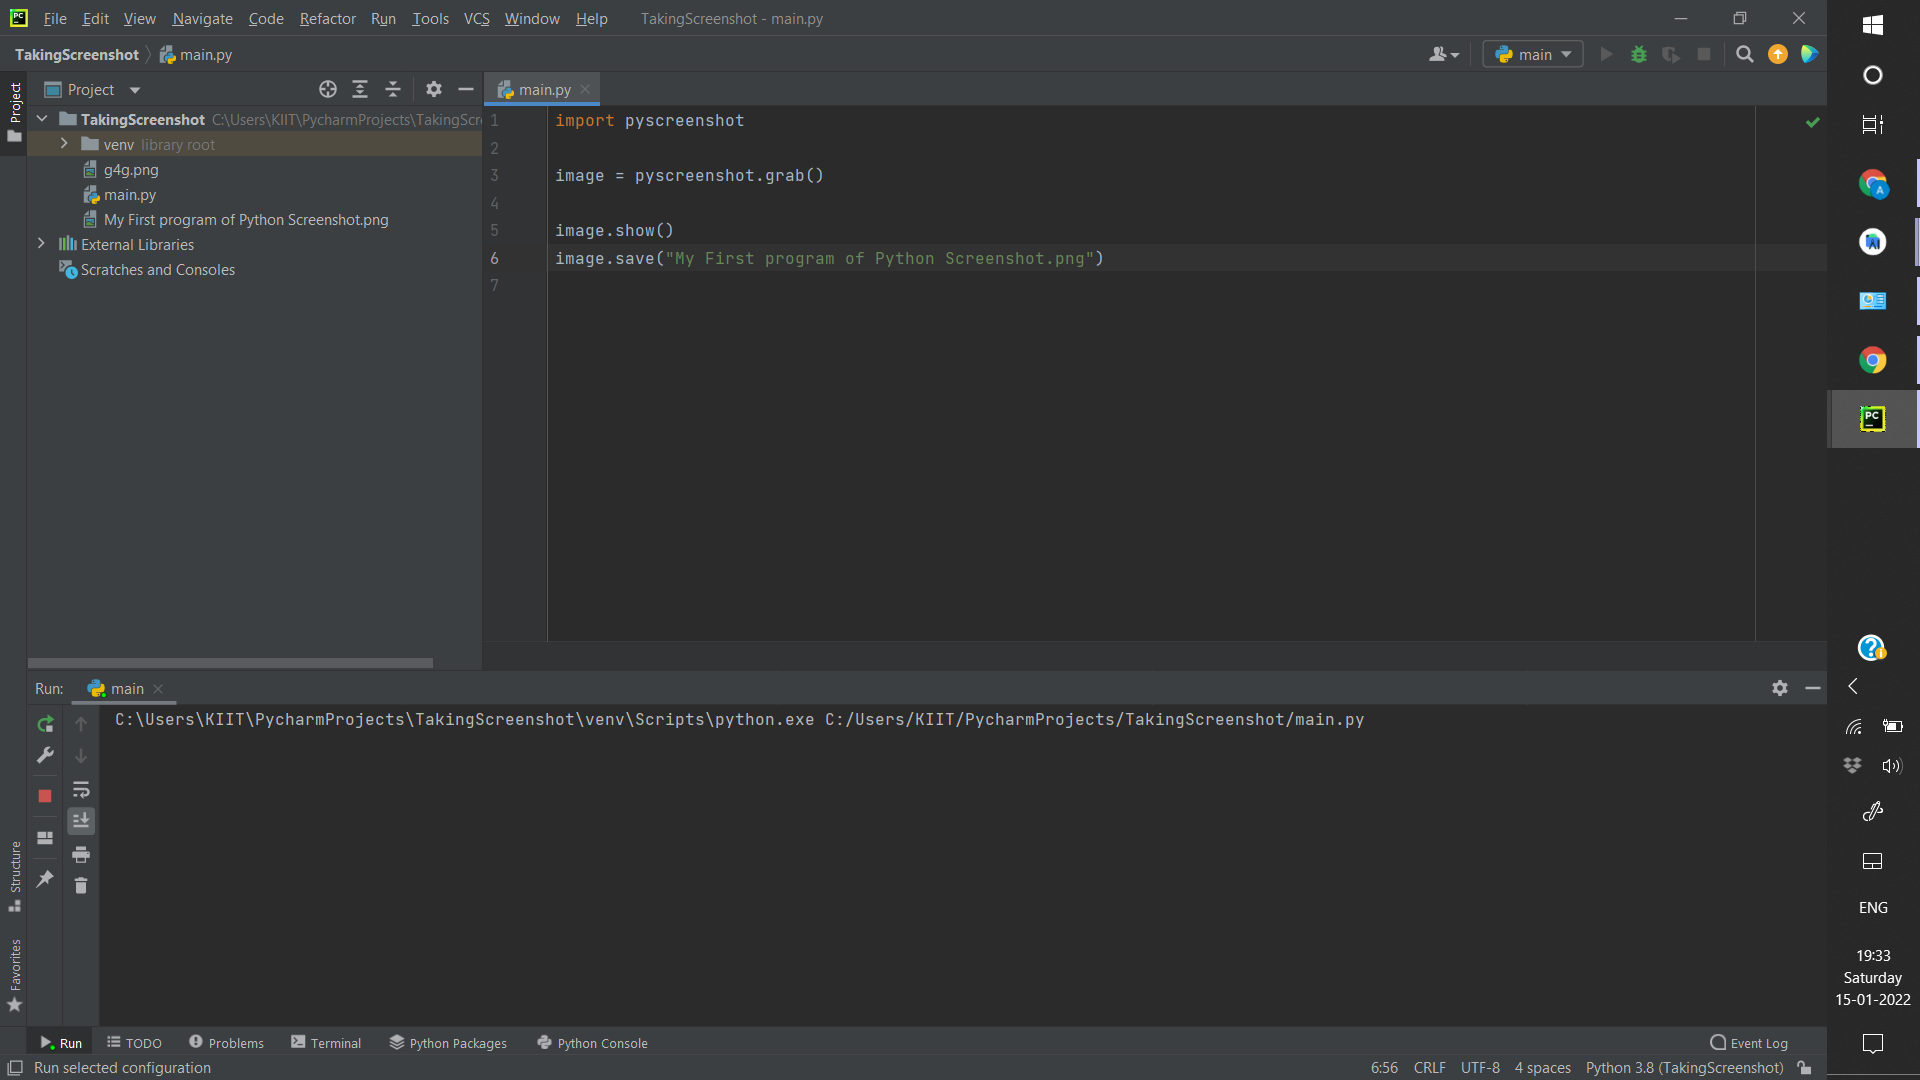 File Edit View Navigate Code Refactor Run Tools VCS Window Help TakingScreenshot - main.py
TakingScreenshot main.py
main
Project
main.py
Project
TakingScreenshot C:\Users\KIIT\PycharmProjects\TakingScr
venv library root
g4g.png
main.py
My First program of Python Screenshot.png
External Libraries
Scratches and Consoles
1 import pyscreenshot
2
3 image = pyscreenshot.grab()
4
5 image.show()
6 image.save("My First program of Python Screenshot.png")
7
Run: main
C:\Users\KIIT\PycharmProjects\TakingScreenshot\venv\Scripts\python.exe C:/Users/KIIT/PycharmProjects/TakingScreenshot/main.py
Structure
Favorites
Run TODO Problems Terminal Python Packages Python Console Event Log
Run selected configuration 6:56 CRLF UTF-8 4 spaces Python 3.8 (TakingScreenshot)
PC
A
PC
ENG
19:33
Saturday
15-01-2022